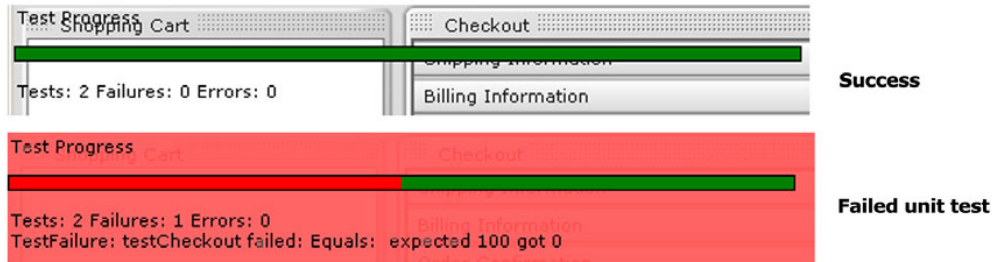 Test Progress
Shopping Cart
Checkout
Shipping Information
Tests: 2 Failures: 0 Errors: 0
Billing Information
Success
Test Progress
Shopping Cart
Checkout
Shipping Information
Tests: 2 Failures: 1 Errors: 0
Billing Information
TestFailure: testCheckout failed: Equals: expected 100 got 0
Order Confirmation
Failed unit test